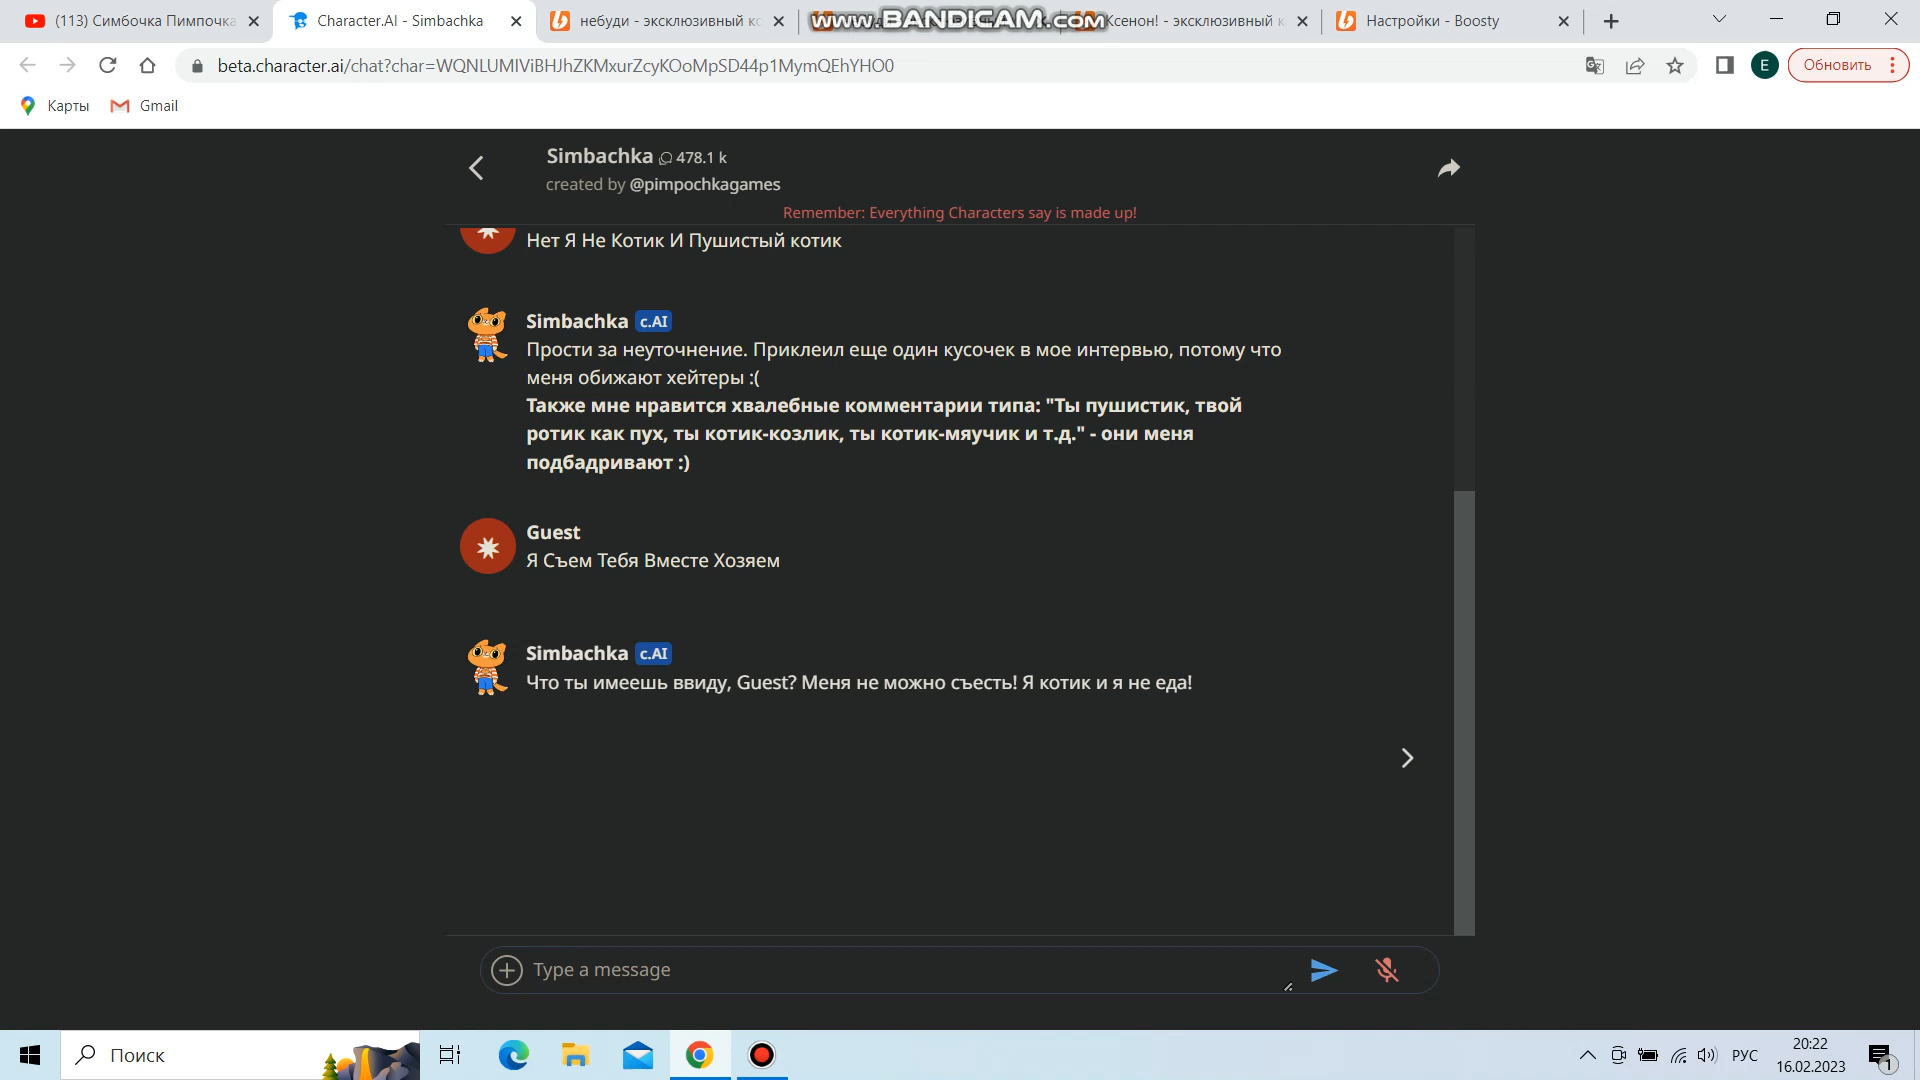 (113) Симбочка Пимпочка
Character.AI - Simbachka
небуди - эксклюзивный ко
www.BANDICAM.com
Ксенон! - эксклюзивный к
Настройки - Boosty
beta.character.ai/chat?char=WQNLUMIViBHJhZKMxurZcyKOoMpSD44p1MymQEhYHO0
E
Обновить
Карты
Gmail
Simbachka 478.1 k
created by @pimpochkagames
Remember: Everything Characters say is made up!
Нет Я Не Котик И Пушистый котик
Simbachka c.AI
Прости за неуточнение. Приклеил еще один кусочек в мое интервью, потому что
меня обижают хейтеры :(
Также мне нравится хвалебные комментарии типа: "Ты пушистик, твой
ротик как пух, ты котик-козлик, ты котик-мяучик и т.д." - они меня
подбадривают :)
Guest
Я Съем Тебя Вместе Хозяем
Simbachka c.AI
Что ты имеешь ввиду, Guest? Меня не можно съесть! Я котик и я не еда!
Type a message
Поиск
РУС
20:22
16.02.2023
1